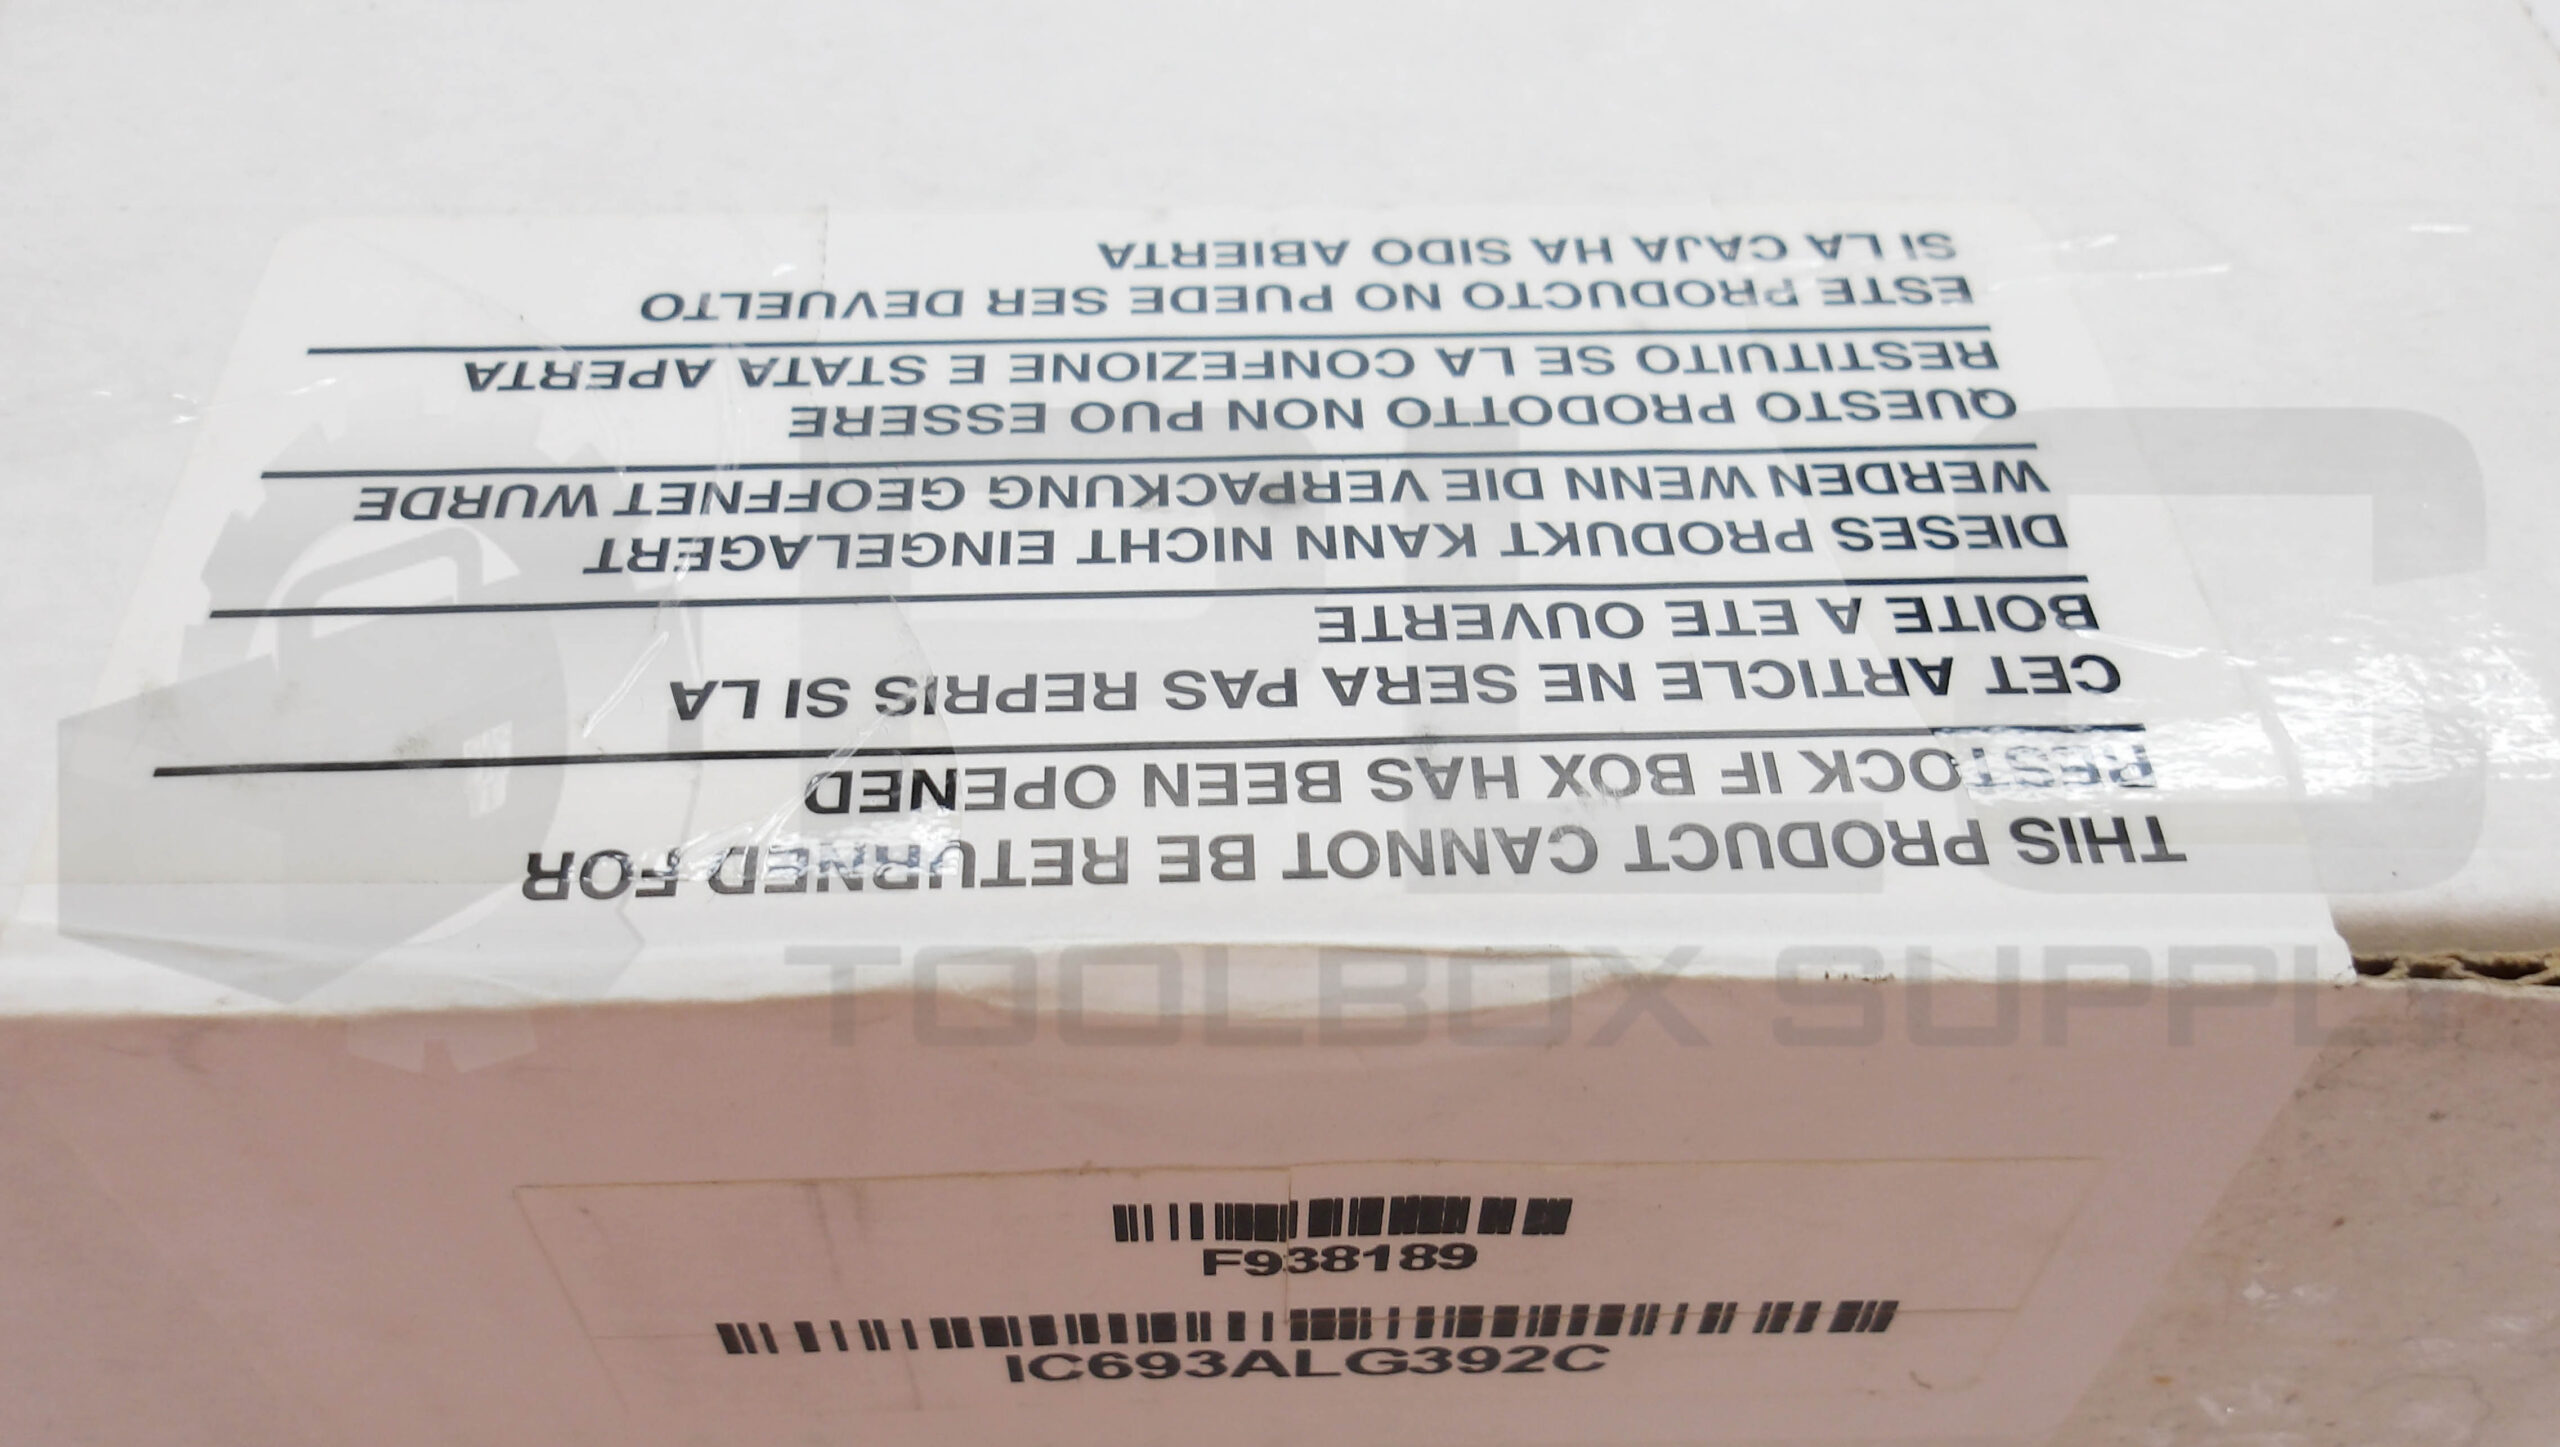 THIS PRODUCT CANNOT BE RETURNED FOR
RESTOCK IF BOX HAS BEEN OPENED
CET ARTICLE NE SERA PAS REPRIS SI LA
BOITE A ETE OUVERTE
DIESES PRODUKT KANN NICHT EINGELAGERT
WERDEN WENN DIE VERPACKUNG GEOFFNET WURDE
QUESTO PRODOTTO NON PUO ESSERE
RESTITUITO SE LA CONFEZIONE E STATA APERTA
ESTE PRODUCTO NO PUEDE SER DEVUELTO
SI LA CAJA HA SIDO ABIERTA
F938189
IC693ALG392C
PLC
TOOLBOX SUPPLY